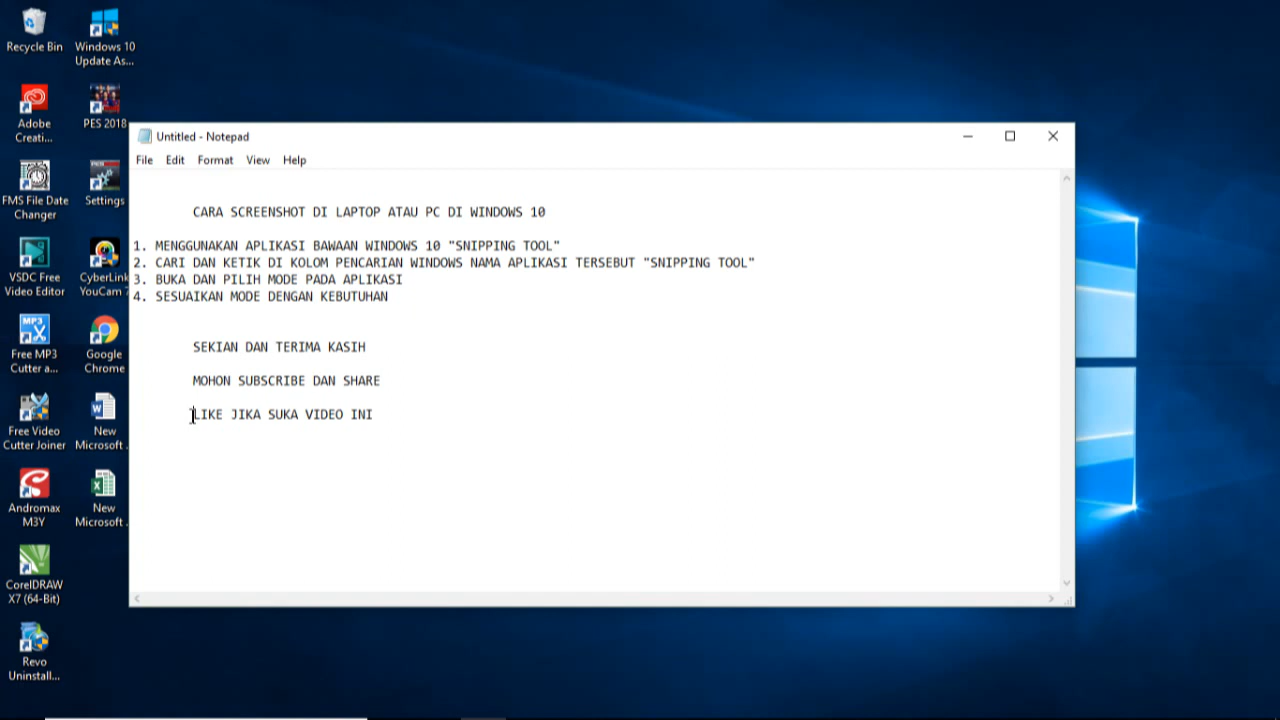 Recycle Bin
Windows 10
Update As...
Adobe
Creati...
PES 2018
FMS File Date
Changer
Settings
VSDC Free
Video Editor
CyberLink
YouCam 7
Free MP3
Cutter a...
Google
Chrome
Free Video
Cutter Joiner
New
Microsoft .
Andromax
M3Y
New
Microsoft .
CorelDRAW
X7 (64-Bit)
Revo
Uninstall...
Untitled - Notepad
File Edit Format View Help
CARA SCREENSHOT DI LAPTOP ATAU PC DI WINDOWS 10
1. MENGGUNAKAN APLIKASI BAWAAN WINDOWS 10 "SNIPPING TOOL"
2. CARI DAN KETIK DI KOLOM PENCARIAN WINDOWS NAMA APLIKASI TERSEBUT "SNIPPING TOOL"
3. BUKA DAN PILIH MODE PADA APLIKASI
4. SESUAIKAN MODE DENGAN KEBUTUHAN
SEKIAN DAN TERIMA KASIH
MOHON SUBSCRIBE DAN SHARE
LIKE JIKA SUKA VIDEO INI